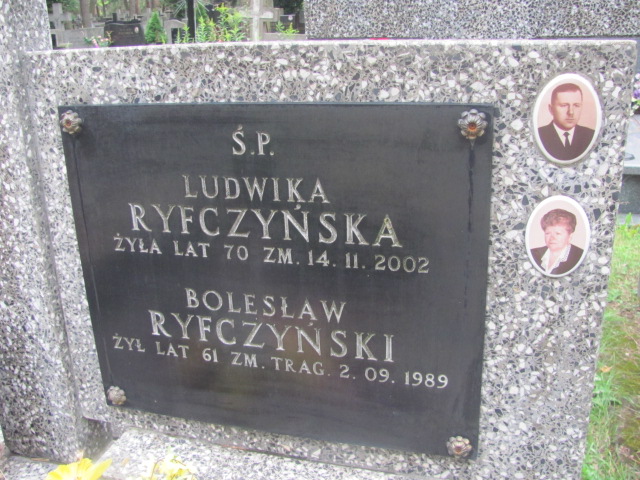 Ś.P.
LUDWIKA
RYFCZYŃSKA
ŻYŁA LAT 70 ZM. 14. 11. 2002
BOLESŁAW
RYFCZYŃSKI
ŻYŁ LAT 61 ZM. TRAG. 2. 09. 1989